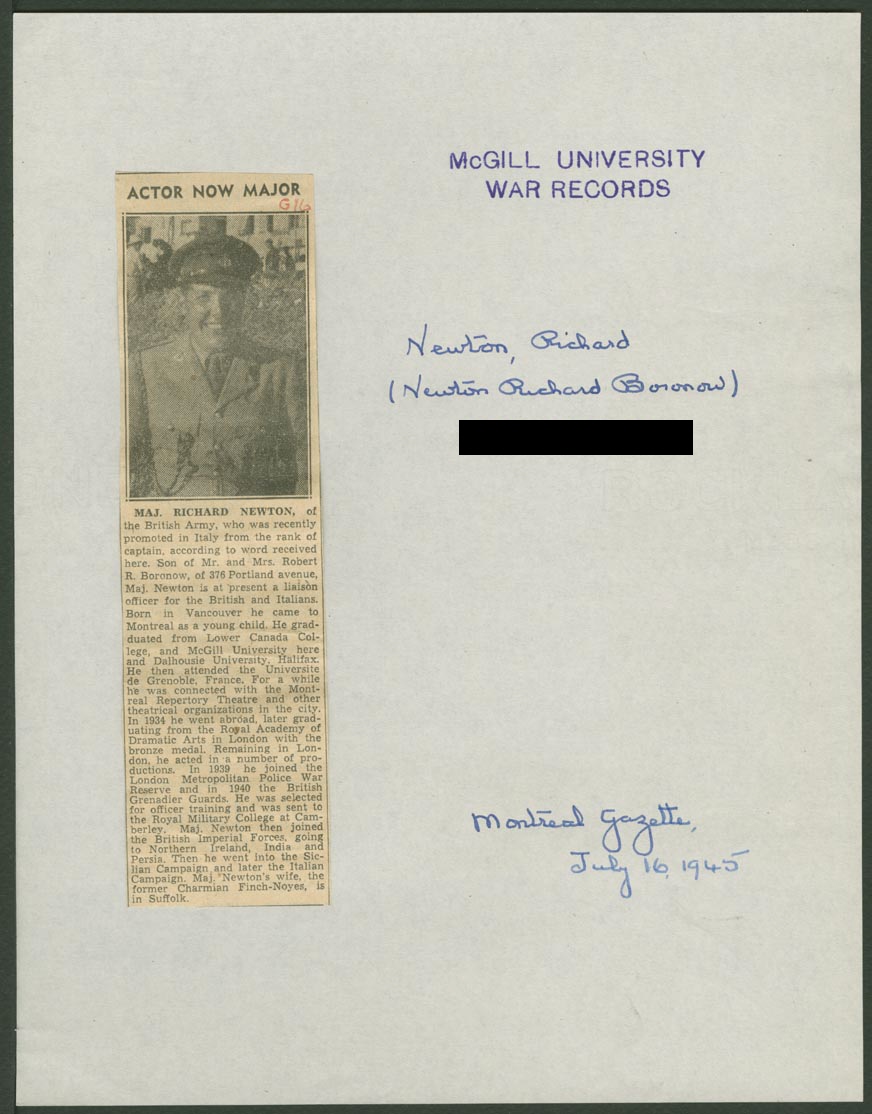 ACTOR NOW MAJOR
G16
MAJ. RICHARD NEWTON, of
the British Army, who was recently
promoted in Italy from the rank of
captain, according to word received
here. Son of Mr. and Mrs. Robert
R. Boronow, of 376 Portland avenue,
Maj. Newton is at present a liaison
officer for the British and Italians.
Born in Vancouver he came to
Montreal as a young child. He grad-
duated from Lower Canada Col-
lege, and McGill University here
and Dalhousie University, Halifax.
He then attended the Universite
de Grenoble, France. For a while
he was connected with the Mont-
real Repertory Theatre and other
theatrical organizations in the city.
In 1934 he went abroad, later grad-
uating from the Royal Academy of
Dramatic Arts in London with the
bronze medal. Remaining in Lon-
don, he acted in a number of pro-
ductions. In 1939 he joined the
London Metropolitan Police War
Reserve and in 1940 the British
Grenadier Guards. He was selected
for officer training and was sent to
the Royal Military College at Cam-
berley. Maj. Newton then joined
the British Imperial Forces, going
to Northern Ireland, India and
Persia. Then he went into the Sic-
lian Campaign and later the Italian
Campaign. Maj. Newton's wife, the
former Charmian Finch-Noyes, is
in Suffolk.
McGILL UNIVERSITY
WAR RECORDS
Newton, Richard
(Newton Richard Boronow)
Montreal Gazette,
July 16, 1945